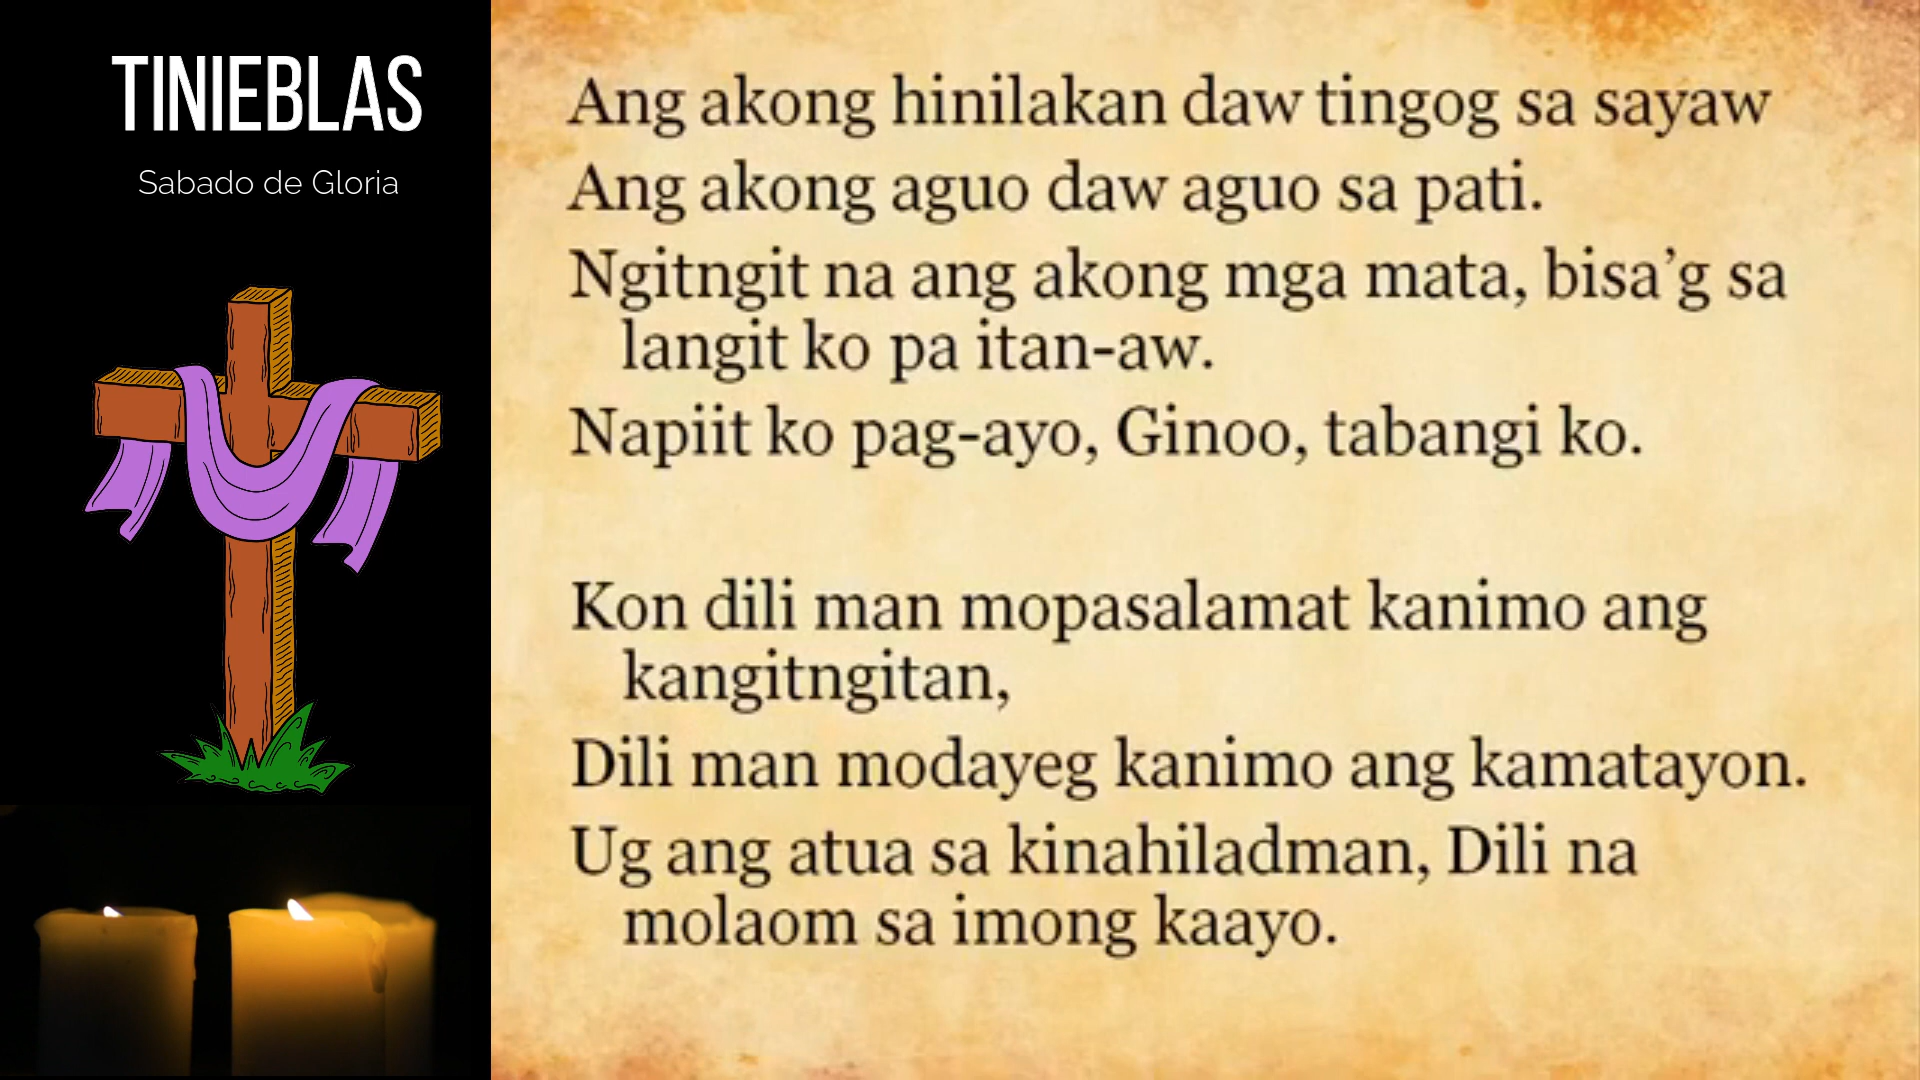 TINIEBLAS
Sabado de Gloria
Ang akong hinilakan daw tingog sa sayaw
Ang akong aguo daw aguo sa pati.
Ngitngit na ang akong mga mata, bisa’g sa
langit ko pa itan-aw.
Napiit ko pag-ayo, Ginoo, tabangi ko.
Kon dili man mopasalamat kanimo ang
kangitngitan,
Dili man modayeg kanimo ang kamatayon.
Ug ang atua sa kinahiladman, Dili na
molaom sa imong kaayo.